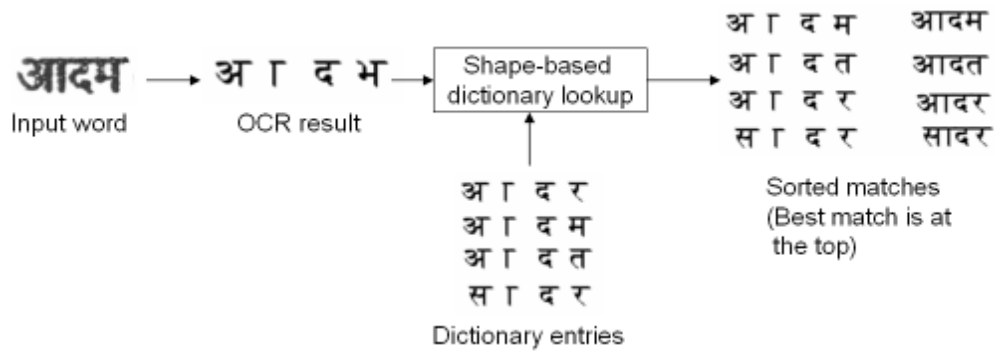 आदम
Input word
अ ा द भ
OCR result
Shape-based
dictionary lookup
अ ा द र
अ ा द म
अ ा द त
स ा द र
Dictionary entries
अ ा द म आदम
अ ा द त आदत
अ ा द र आदर
स ा द र सादर
Sorted matches
(Best match is at
the top)